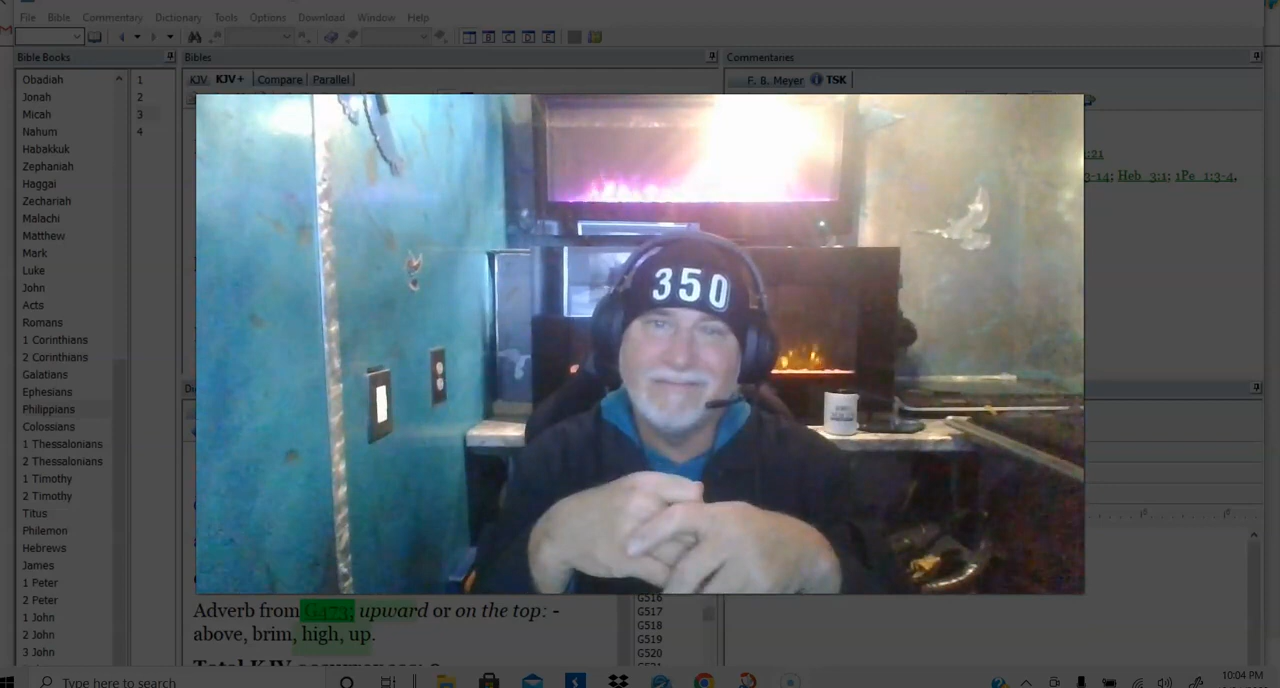 File Bible Commentary Dictionary Tools Options Download Window Help
Bible Books
Bibles
Commentaries
KJV KJV+ Compare Parallel
F. B. Meyer TSK
Obadiah 1
Jonah 2
Micah 3
Nahum 4
Habakkuk
Zephaniah
Haggai
Zechariah
Malachi
Matthew
Mark
Luke
John
Acts
Romans
1 Corinthians
2 Corinthians
Galatians
Ephesians
Philippians
Colossians
1 Thessalonians
2 Thessalonians
1 Timothy
2 Timothy
Titus
Philemon
Hebrews
James
1 Peter
2 Peter
1 John
2 John
3 John
:21
3-14; Heb_3:1; 1Pe_1:3-4,
350
Adverb from G473; upward or on the top: -
above, brim, high, up.
G516
G517
G518
G519
G520
Type here to search
10:04 PM